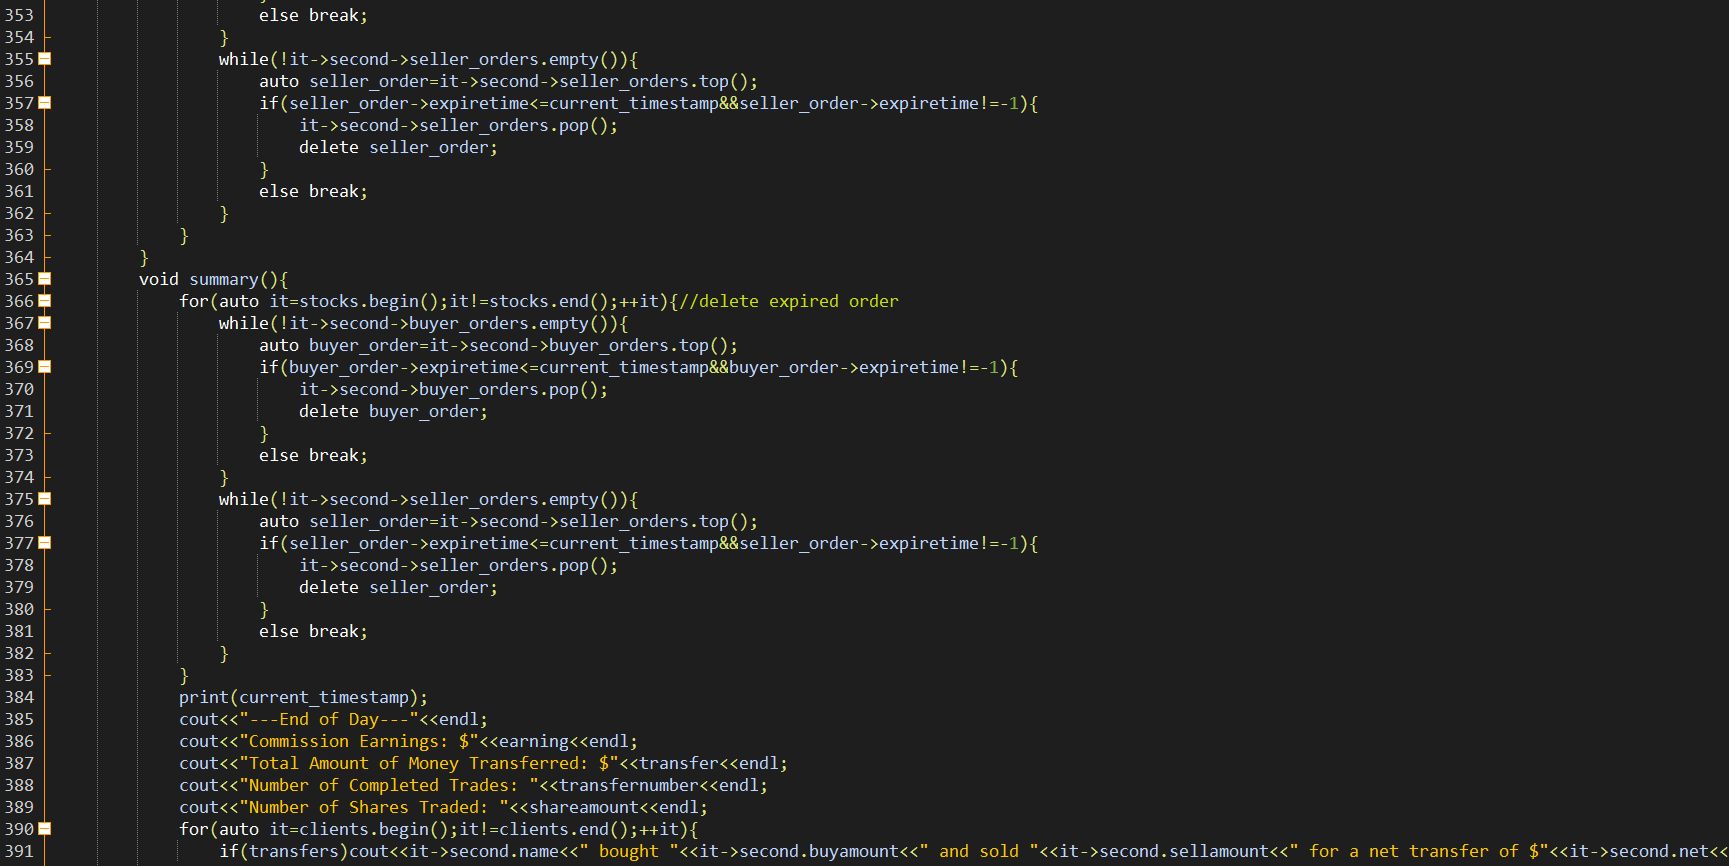 353 else break;
354 }
355 while(!it->second->seller_orders.empty()){
356 auto seller_order=it->second->seller_orders.top();
357 if(seller_order->expiretime<=current_timestamp&&seller_order->expiretime!=-1){
358 it->second->seller_orders.pop();
359 delete seller_order;
360 }
361 else break;
362 }
363 }
364 }
365 void summary(){
366 for(auto it=stocks.begin();it!=stocks.end();++it){//delete expired order
367 while(!it->second->buyer_orders.empty()){
368 auto buyer_order=it->second->buyer_orders.top();
369 if(buyer_order->expiretime<=current_timestamp&&buyer_order->expiretime!=-1){
370 it->second->buyer_orders.pop();
371 delete buyer_order;
372 }
373 else break;
374 }
375 while(!it->second->seller_orders.empty()){
376 auto seller_order=it->second->seller_orders.top();
377 if(seller_order->expiretime<=current_timestamp&&seller_order->expiretime!=-1){
378 it->second->seller_orders.pop();
379 delete seller_order;
380 }
381 else break;
382 }
383 }
384 print(current_timestamp);
385 cout<<"---End of Day---"<<endl;
386 cout<<"Commission Earnings: $"<<earning<<endl;
387 cout<<"Total Amount of Money Transferred: $"<<transfer<<endl;
388 cout<<"Number of Completed Trades: "<<transfernumber<<endl;
389 cout<<"Number of Shares Traded: "<<shareamount<<endl;
390 for(auto it=clients.begin();it!=clients.end();++it){
391 if(transfers)cout<<it->second.name<<" bought "<<it->second.buyamount<<" and sold "<<it->second.sellamount<<" for a net transfer of $"<<it->second.net<<